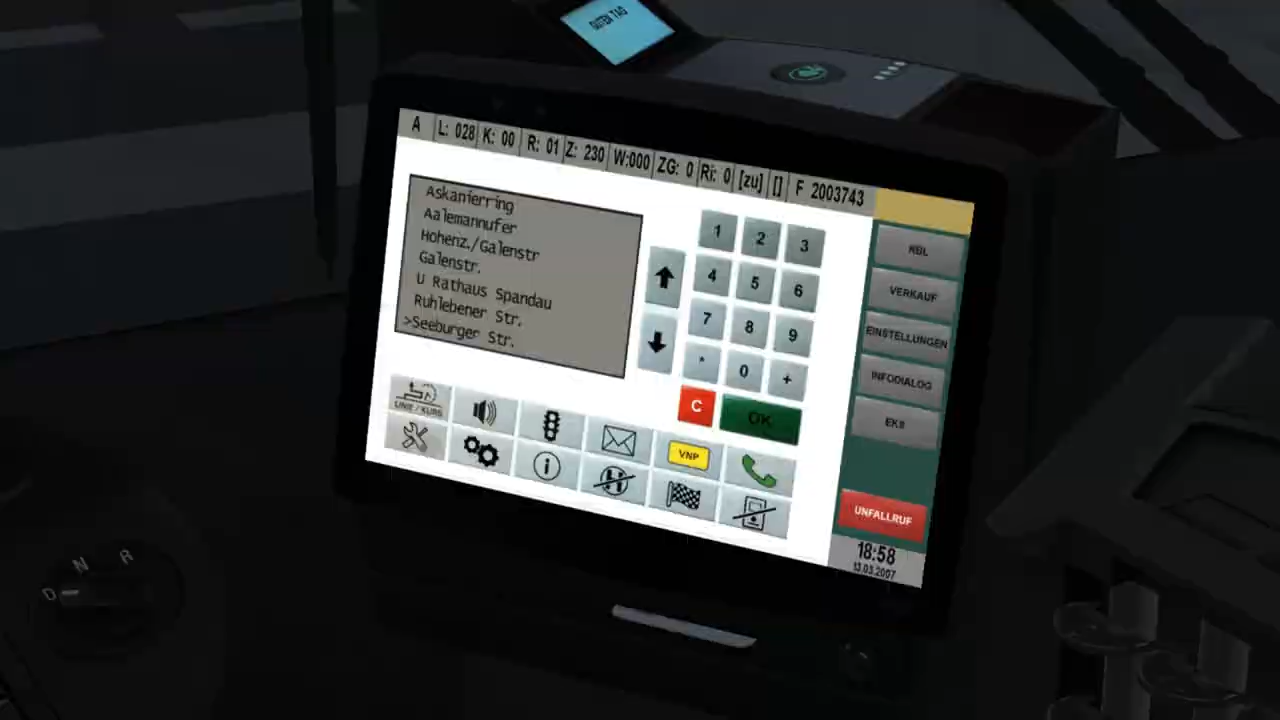 GUTEN TAG
A L: 028 K: 00 R: 01 Z: 230 W:000 ZG: 0 Ri: 0 [zu] [] F 2003743
Askanierring
Aalemannufer
Hohenz./Galenstr
Galenstr.
U Rathaus Spandau
Ruhlebener Str.
>Seeburger Str.
1 2 3
4 5 6
7 8 9
* 0 +
C OK
RBL
VERKAUF
EINSTELLUNGEN
INFODIALOG
EKS
UNFALLRUF
18:58
13.03.2007
LINIE / KURS
VNP
D N R